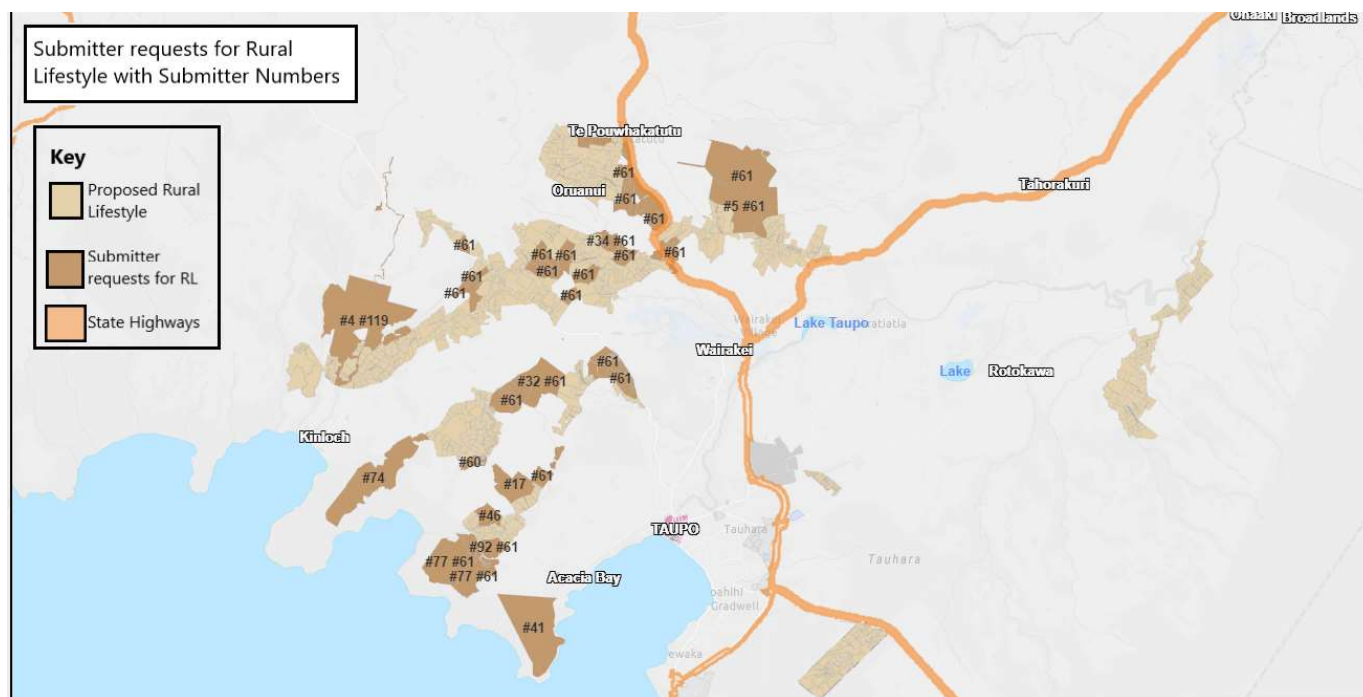 Submitter requests for Rural
Lifestyle with Submitter Numbers
Key
Proposed Rural
Lifestyle
Submitter
requests for RL
State Highways
Broadlands
Te Pouwhakatutu
#61
#61
Oruanui
#61
#5 #61
Tahorakuri
#61
#61
#34 #61
#61 #61
#61
#61
#61
#61
#61
#61
#61
#4 #119
Lake Taupo
Wairakei
#61
#61
Lake
Rotokawa
#32 #61
#61
Kinloch
#60
#74
#17
#61
#46
TAUPO
Tauhara
#92 #61
#77 #61
#77 #61
Acacia Bay
Tauhara
#41
Gradwell